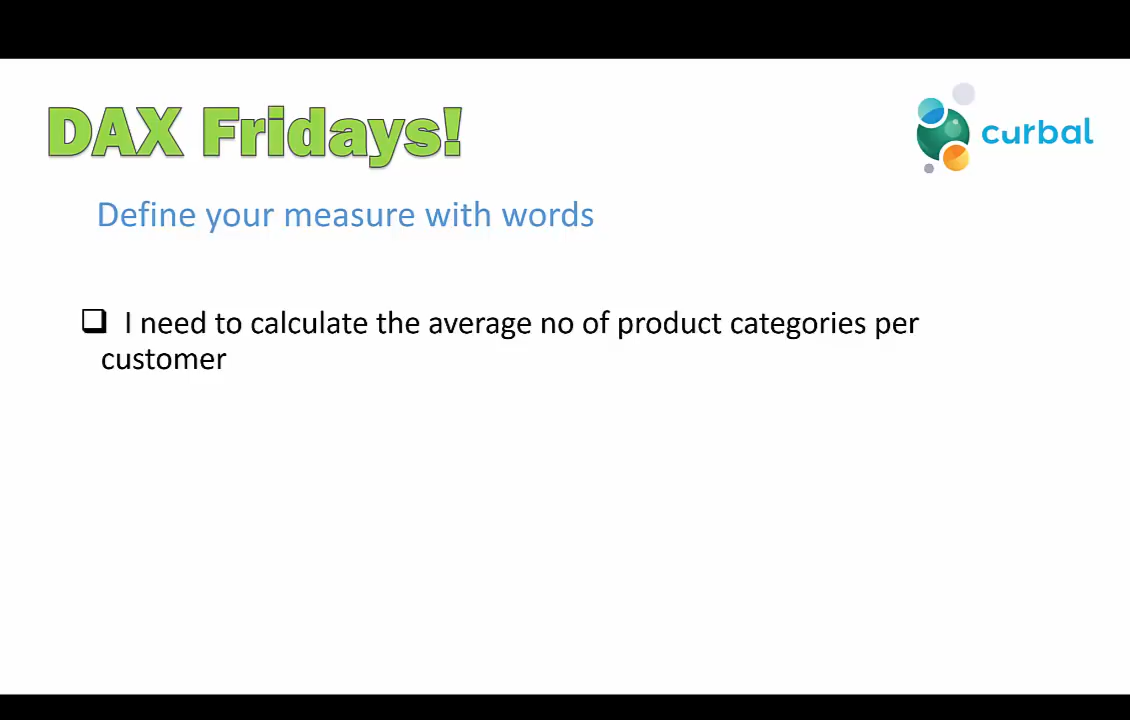 DAX Fridays!
curbal
Define your measure with words
I need to calculate the average no of product categories per
customer